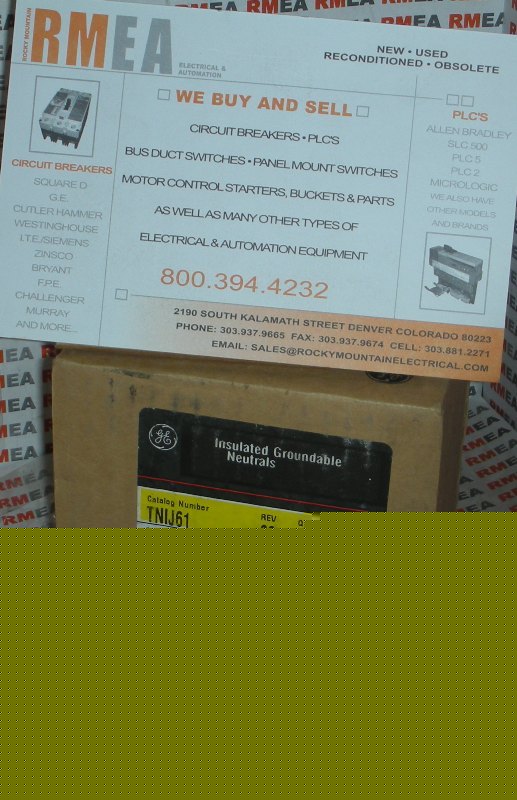 ROCKY MOUNTAIN
RMEA
ELECTRICAL &
AUTOMATION
NEW • USED
RECONDITIONED • OBSOLETE
WE BUY AND SELL
CIRCUIT BREAKERS • PLC'S
BUS DUCT SWITCHES • PANEL MOUNT SWITCHES
MOTOR CONTROL STARTERS, BUCKETS & PARTS
AS WELL AS MANY OTHER TYPES OF
ELECTRICAL & AUTOMATION EQUIPMENT
800.394.4232
CIRCUIT BREAKERS
SQUARE D
G.E.
CUTLER HAMMER
WESTINGHOUSE
I.T.E./SIEMENS
ZINSCO
BRYANT
F.P.E.
CHALLENGER
MURRAY
AND MORE...
PLC'S
ALLEN BRADLEY
SLC 500
PLC 5
PLC 2
MICROLOGIC
WE ALSO HAVE
OTHER MODELS
AND BRANDS
2190 SOUTH KALAMATH STREET DENVER COLORADO 80223
PHONE: 303.937.9665 FAX: 303.937.9674 CELL: 303.881.2271
EMAIL: SALES@ROCKYMOUNTAINELECTRICAL.COM
GE
Insulated Groundable
Neutrals
Catalog Number
TNIJ61
REV